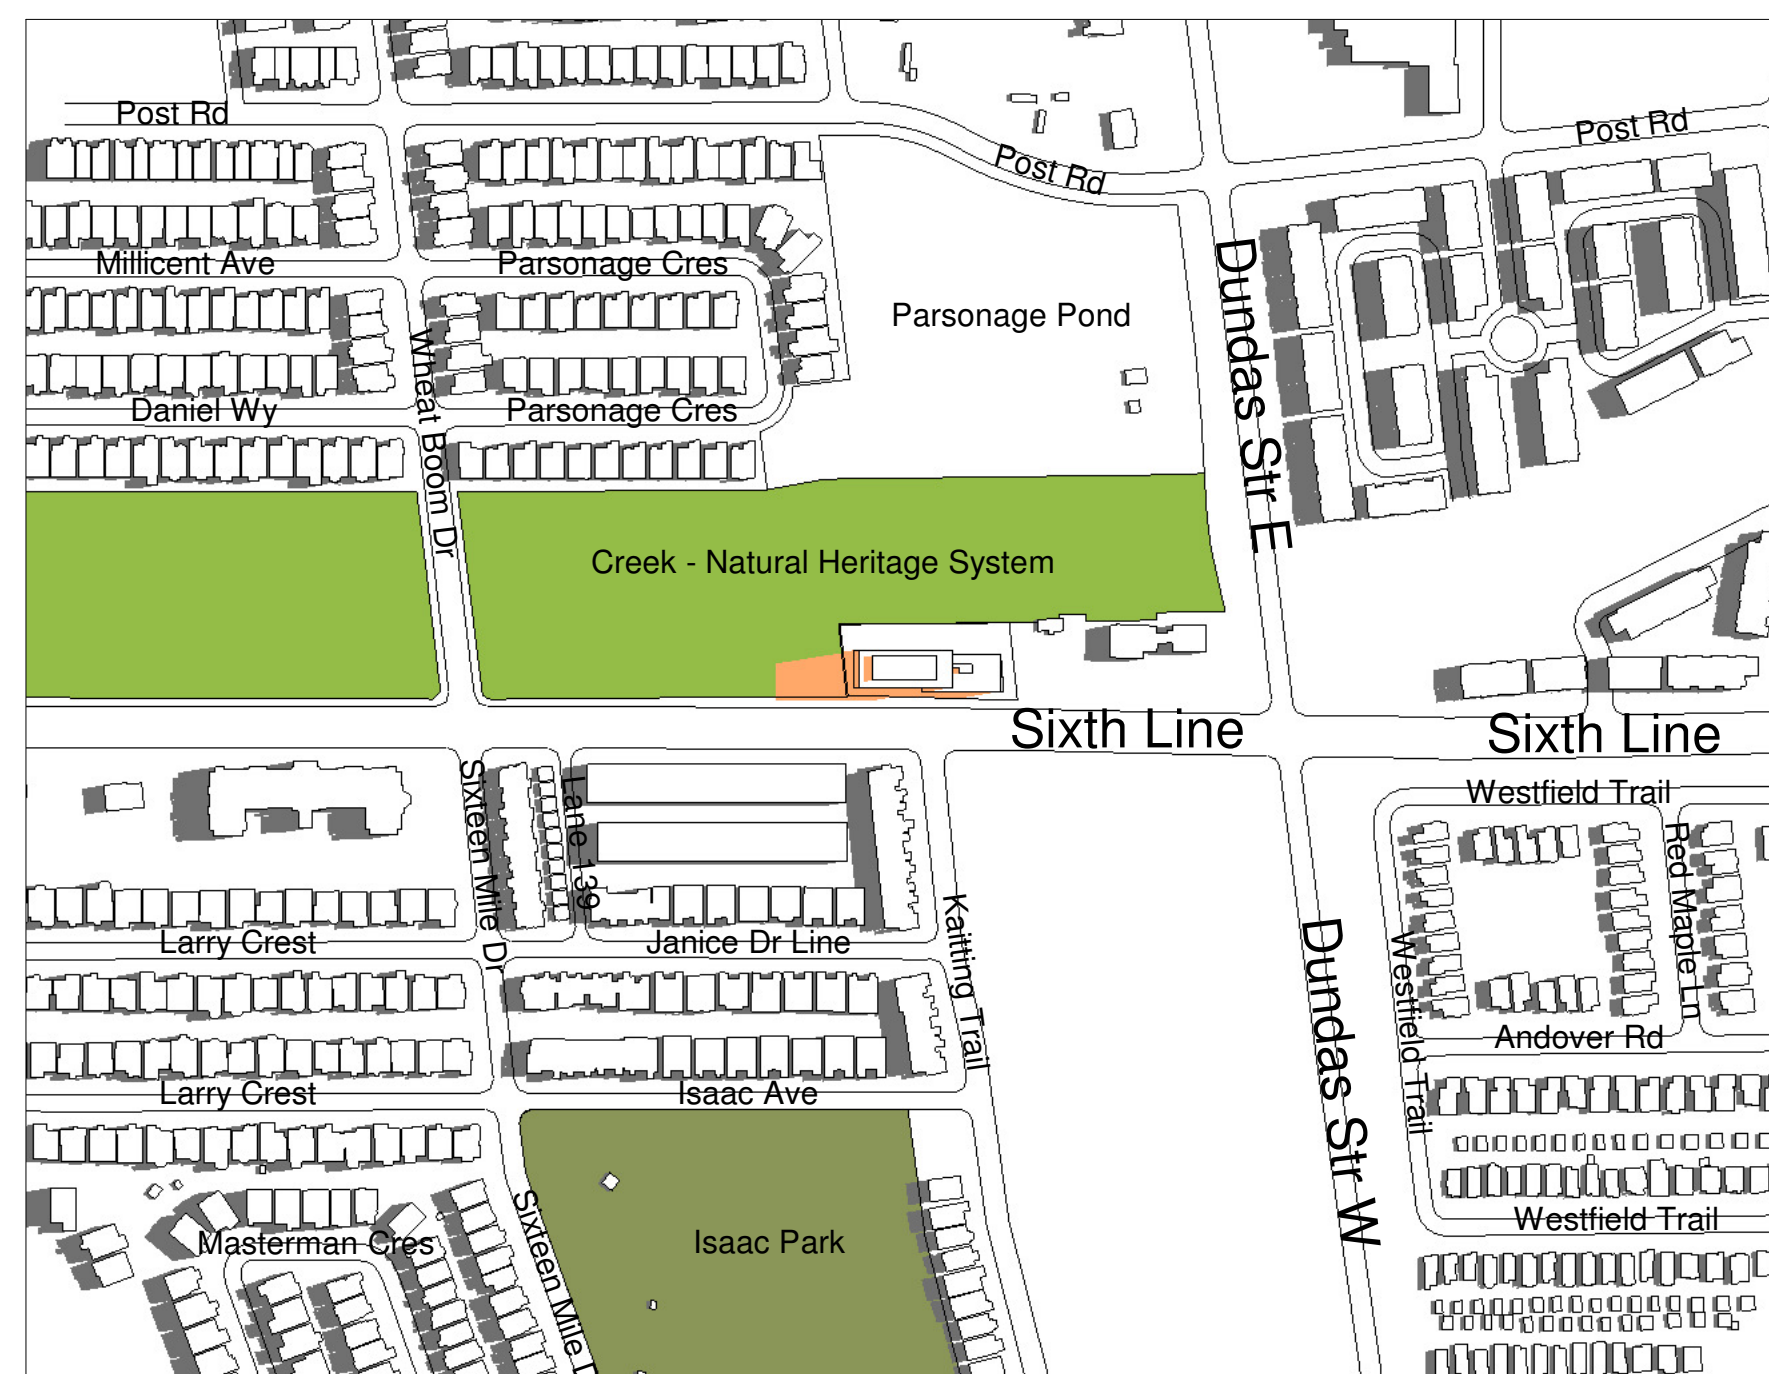 Post Rd
Post Rd
Post Rd
Millicent Ave
Parsonage Cres
Parsonage Pond
Dundas Str E
Wheat Boom Dr
Daniel Wy
Parsonage Cres
Creek - Natural Heritage System
Sixth Line
Sixth Line
Sixteen Mile Dr
Lane 139
Westfield Trail
Red Maple Ln
Larry Crest
Janice Dr Line
Kaitting Trail
Dundas Str W
Westfield Trail
Andover Rd
Larry Crest
Isaac Ave
Westfield Trail
Masterman Cres
Sixteen Mile D
Isaac Park